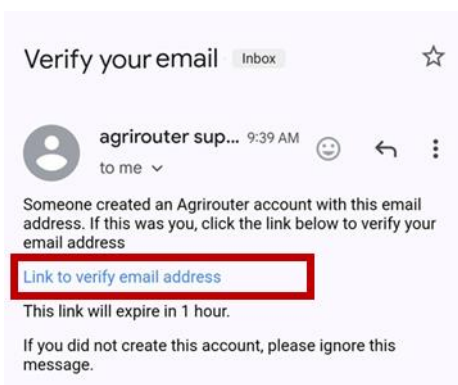 Verify your email Inbox
agrirouter sup... 9:39 AM
to me
Someone created an Agrirouter account with this email
address. If this was you, click the link below to verify your
email address
Link to verify email address
This link will expire in 1 hour.
If you did not create this account, please ignore this
message.